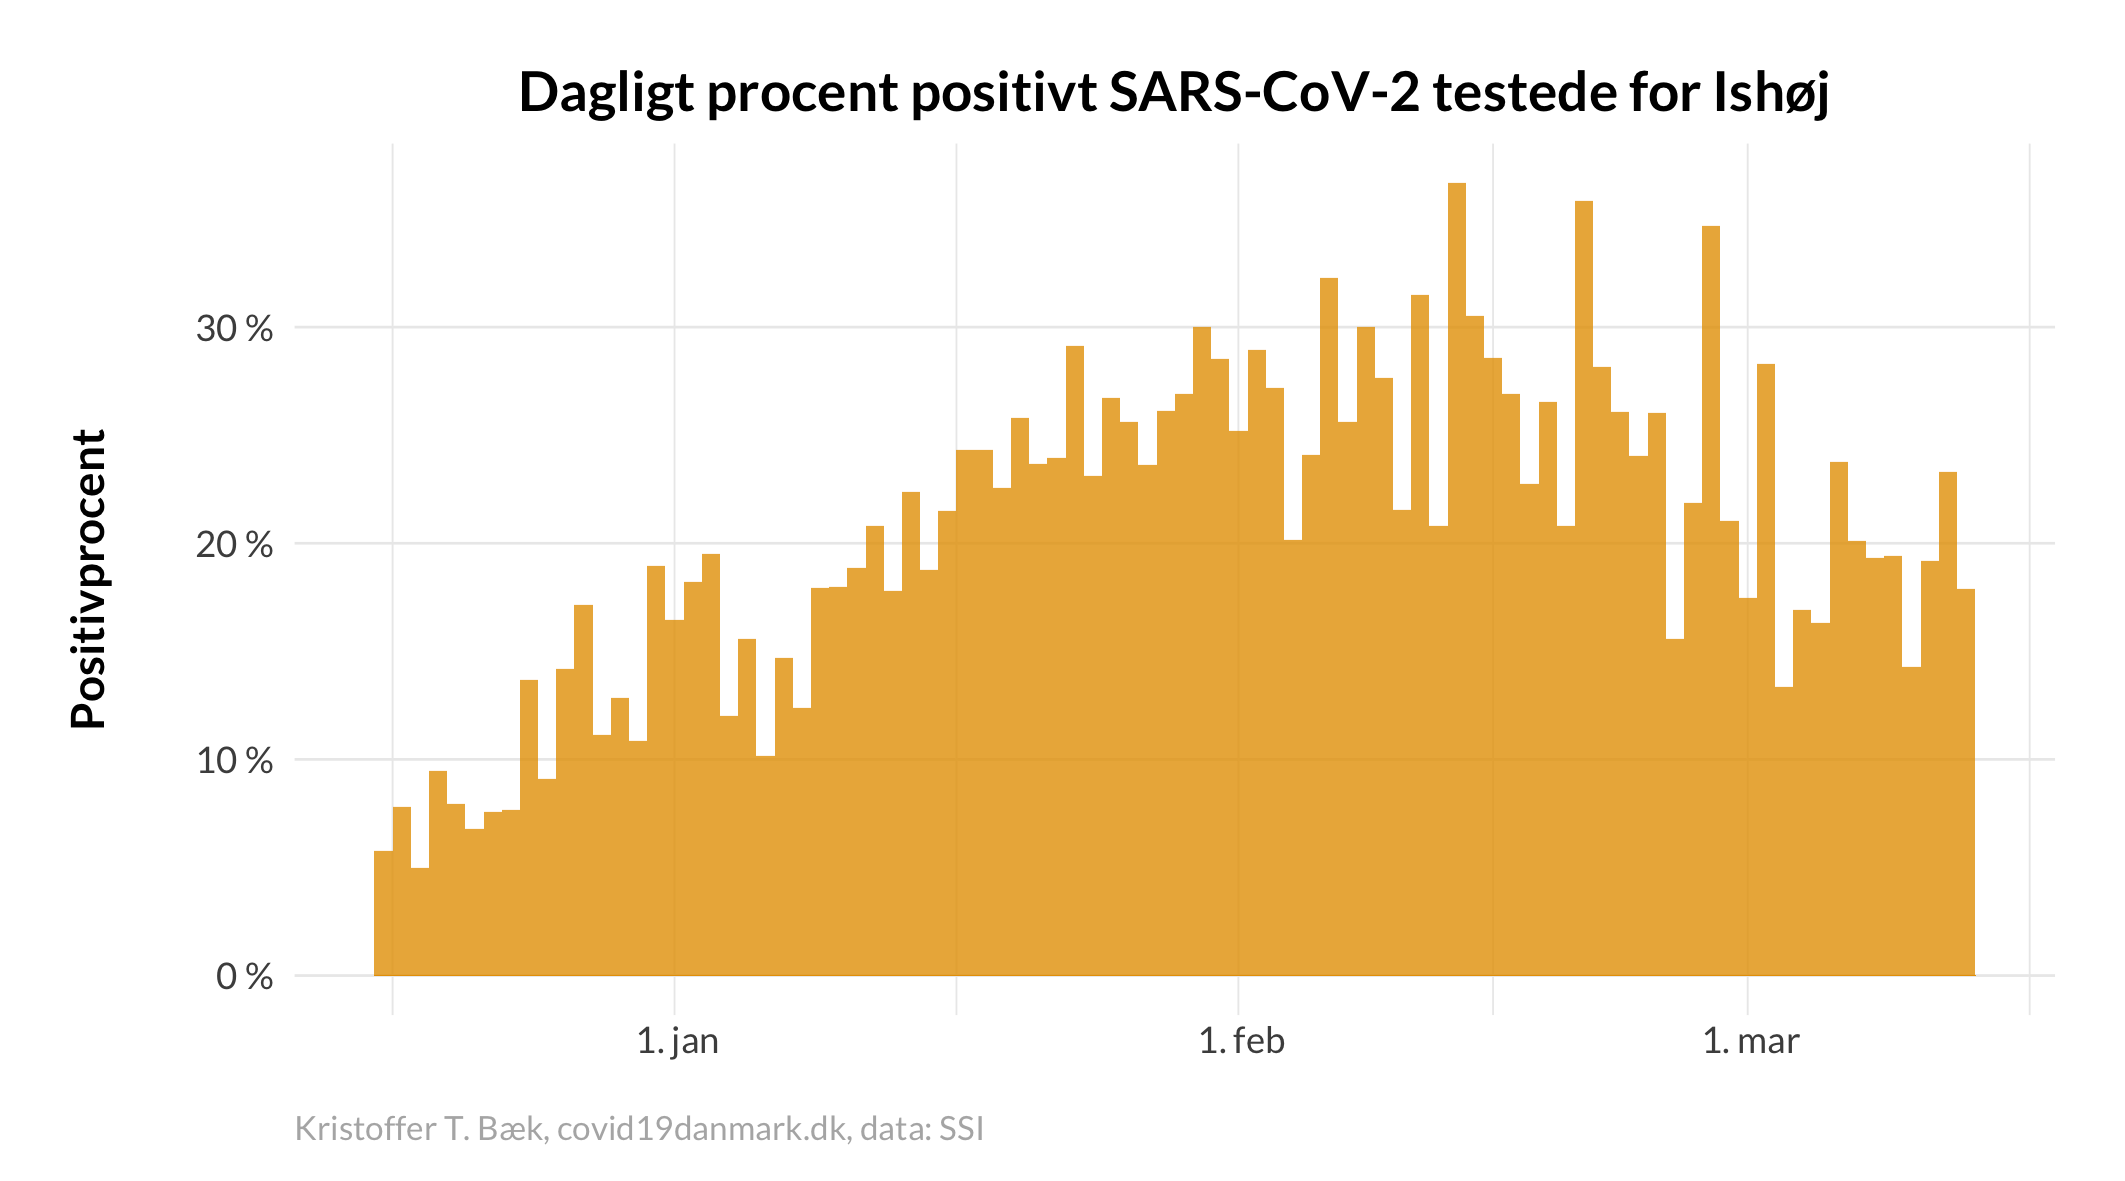 Dagligt procent positivt SARS-CoV-2 testede for Ishøj
Positivprocent
30 %
20 %
10 %
0 %
1. jan
1. feb
1. mar
Kristoffer T. Bæk, covid19danmark.dk, data: SSI